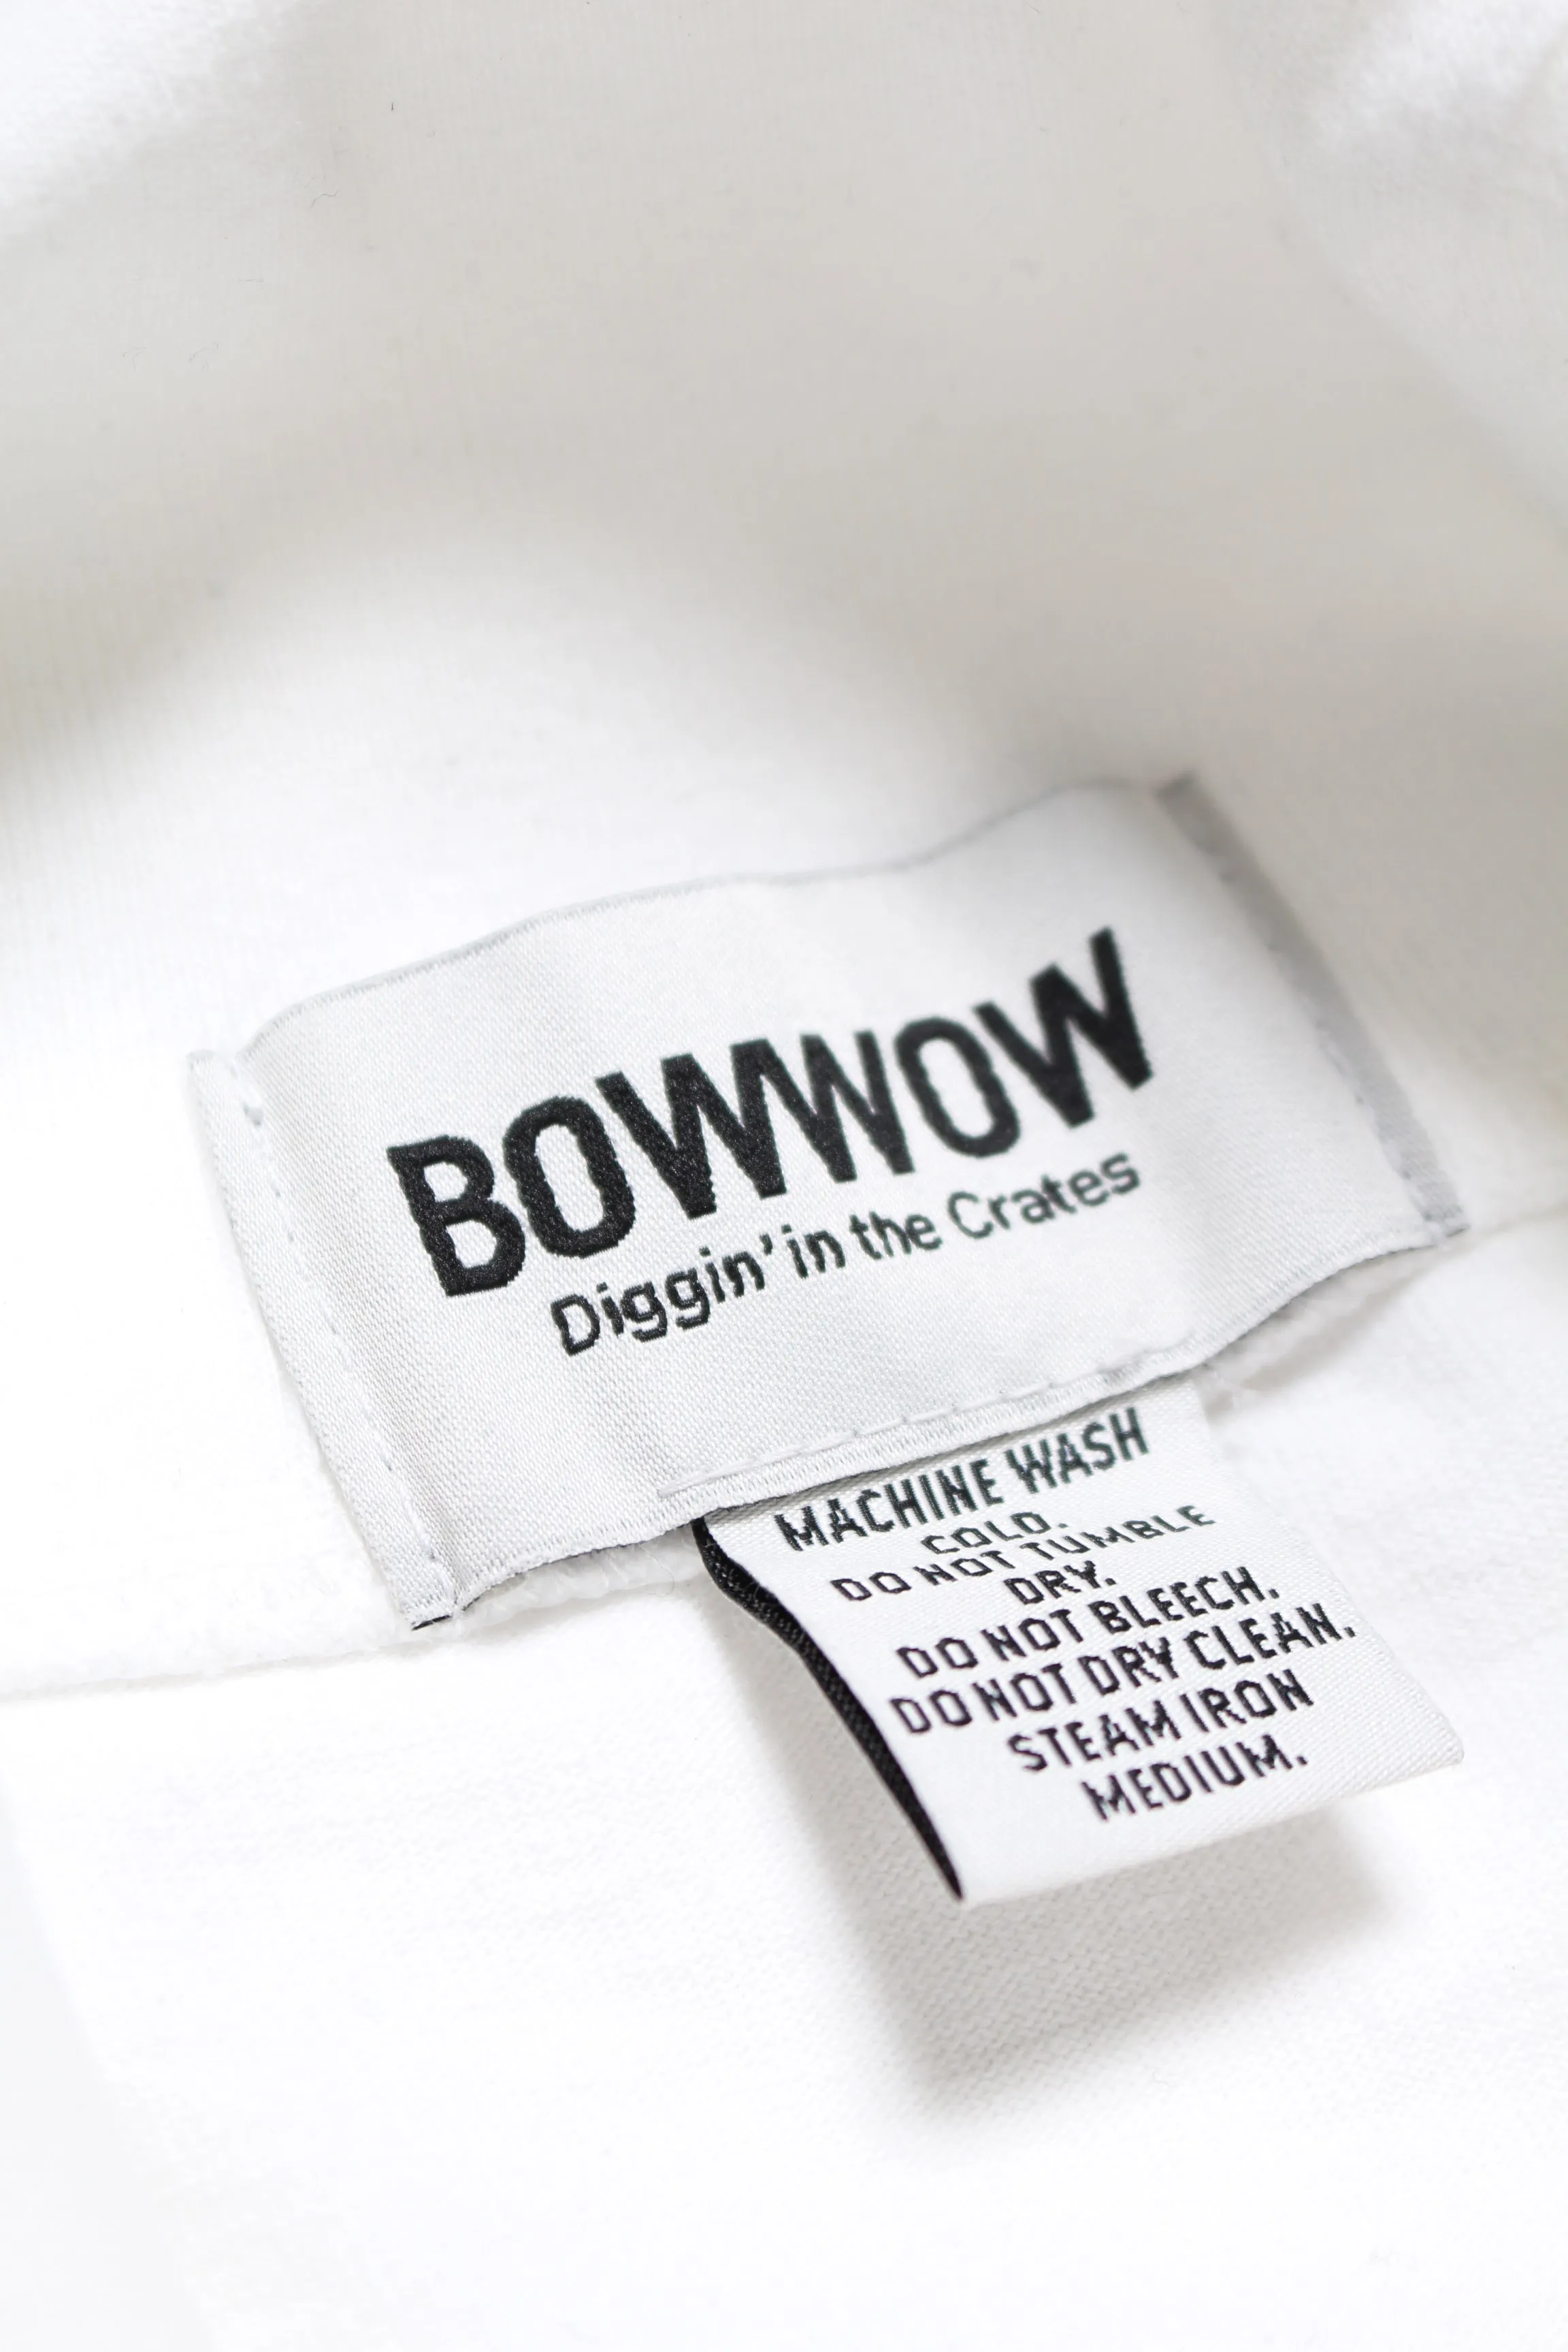 BOWWOW
Diggin' in the Crates
MACHINE WASH
COLD.
DO NOT TUMBLE
DRY.
DO NOT BLEECH.
DO NOT DRY CLEAN.
STEAM IRON
MEDIUM.